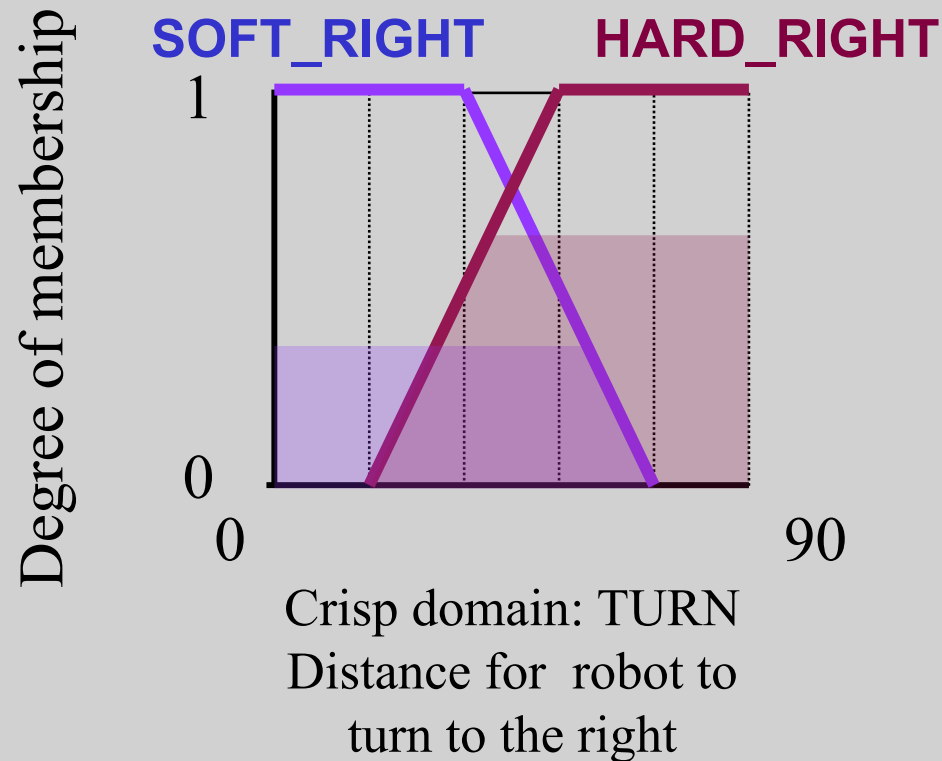 SOFT_RIGHT HARD_RIGHT
Degree of membership
1
0
0 90
Crisp domain: TURN
Distance for robot to
turn to the right